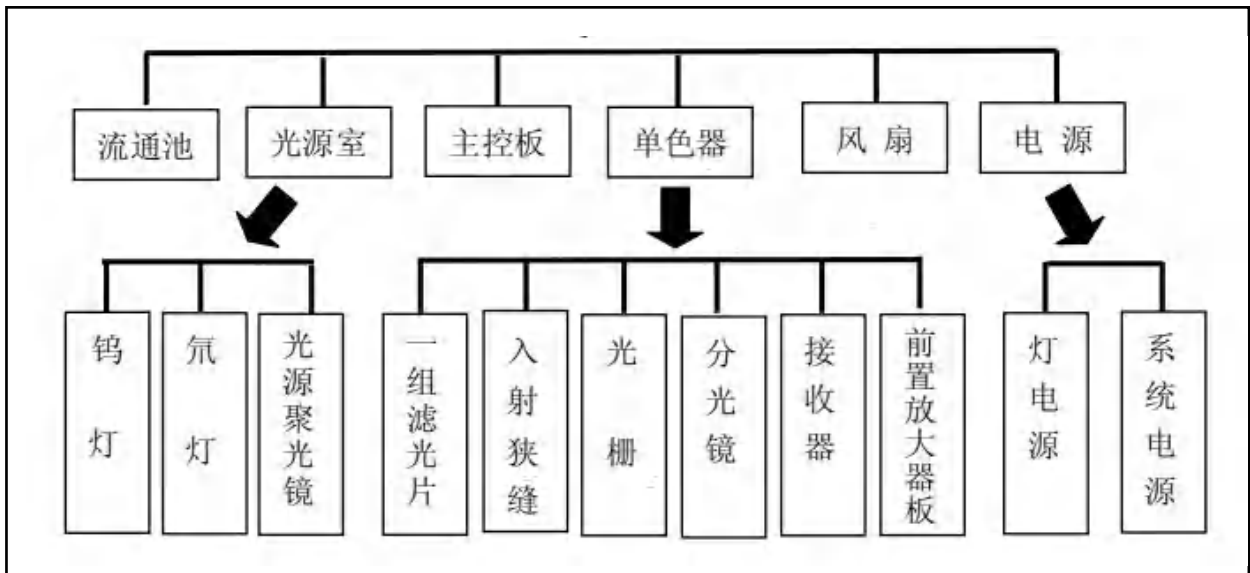 流通池
光源室
主控板
单色器
风扇
电源
钨灯
氘灯
光源聚光镜
一组滤光片
入射狭缝
光栅
分光镜
接收器
前置放大器板
灯电源
系统电源